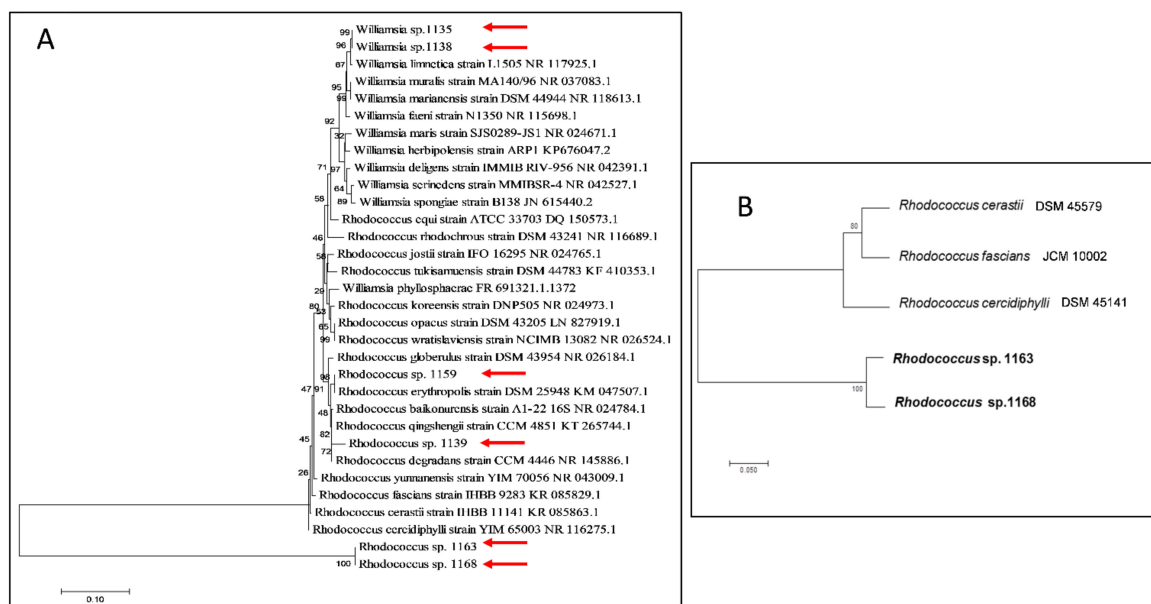 A
Williamsia sp.1135
Williamsia sp.1138
Williamsia limnetica strain L1505 NR 117925.1
Williamsia muralis strain MA140/96 NR 037083.1
Williamsia marianensis strain DSM 44944 NR 118613.1
Williamsia faeni strain N1350 NR 115698.1
Williamsia maris strain SJS0289-JS1 NR 024671.1
Williamsia herbipolensis strain ARP1 KP676047.2
Williamsia deligens strain IMMIB RIV-956 NR 042391.1
Williamsia serinedens strain MMIBSR-4 NR 042527.1
Williamsia spongiae strain B138 JN 615440.2
Rhodococcus equi strain ATCC 33703 DQ 150573.1
Rhodococcus rhodochrous strain DSM 43241 NR 116689.1
Rhodococcus jostii strain IFO 16295 NR 024765.1
Rhodococcus tukisamuensis strain DSM 44783 KF 410353.1
Williamsia phyllosphaerae FR 691321.1.1372
Rhodococcus koreensis strain DNP505 NR 024973.1
Rhodococcus opacus strain DSM 43205 LN 827919.1
Rhodococcus wratislaviensis strain NCIMB 13082 NR 026524.1
Rhodococcus globerulus strain DSM 43954 NR 026184.1
Rhodococcus sp. 1159
Rhodococcus erythropolis strain DSM 25948 KM 047507.1
Rhodococcus baikonurensis strain A1-22 16S NR 024784.1
Rhodococcus qingshengii strain CCM 4851 KT 265744.1
Rhodococcus sp. 1139
Rhodococcus degradans strain CCM 4446 NR 145886.1
Rhodococcus yunnanensis strain YIM 70056 NR 043009.1
Rhodococcus fascians strain IHBB 9283 KR 085829.1
Rhodococcus cerastii strain IHBB 11141 KR 085863.1
Rhodococcus cercidiphylli strain YIM 65003 NR 116275.1
Rhodococcus sp. 1163
Rhodococcus sp. 1168
99
96
67
95
99
92
32
71
97
64
58
89
46
58
29
80
53
65
99
98
47
91
48
45
82
72
26
100
0.10
B
Rhodococcus cerastii DSM 45579
80
Rhodococcus fascians JCM 10002
Rhodococcus cercidiphylli DSM 45141
Rhodococcus sp. 1163
100
Rhodococcus sp.1168
0.050